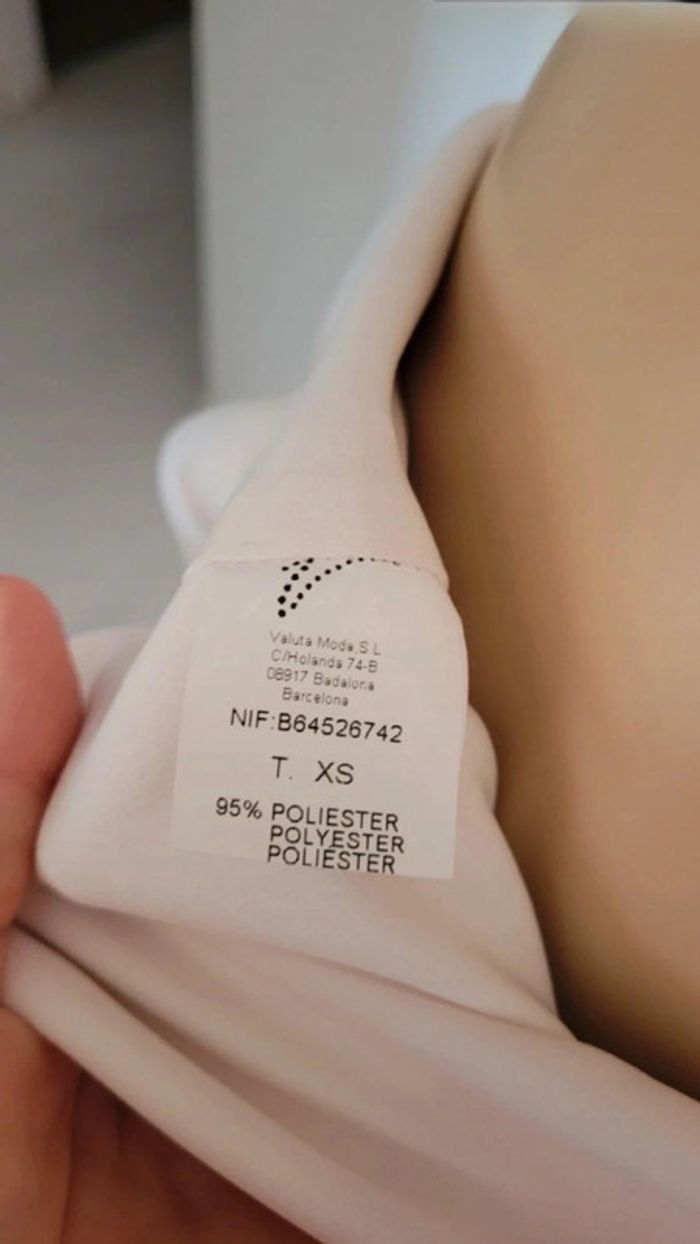 Valuta Moda,S.L
C/Holanda 74-B
08917 Badalona
Barcelona
NIF:B64526742
T. XS
95% POLIESTER
POLYESTER
POLIÉSTER